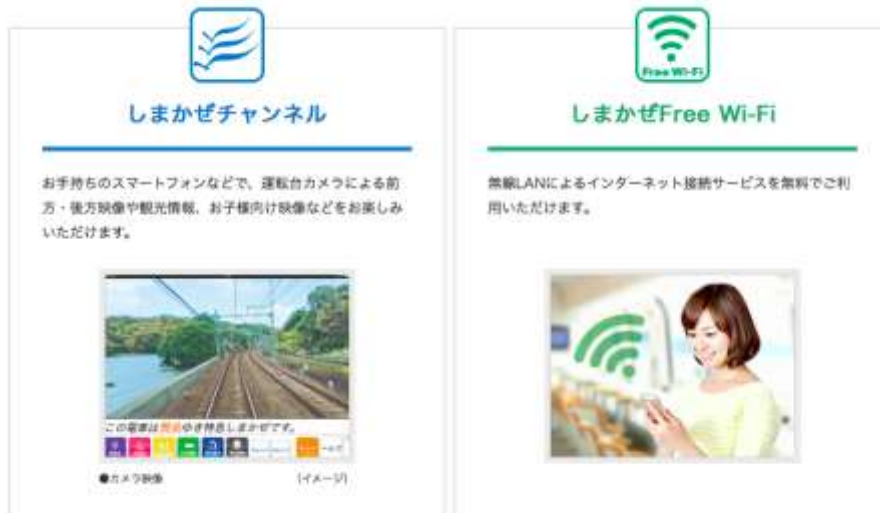 しまかぜチャンネル
お手持ちのスマートフォンなどで、運転台カメラによる前
方・後方映像や観光情報、お子様向け映像などをお楽しみ
いただけます。
この電車は
ゆき特急しまかぜです。
●カメラ映像
(イメージ)
Free Wi-Fi
しまかぜFree Wi-Fi
無線LANによるインターネット接続サービスを無料でご利
用いただけます。